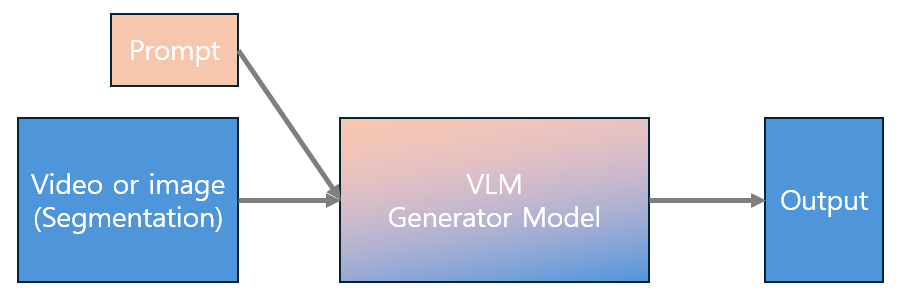 Prompt
Video or image
(Segmentation)
VLM
Generator Model
Output